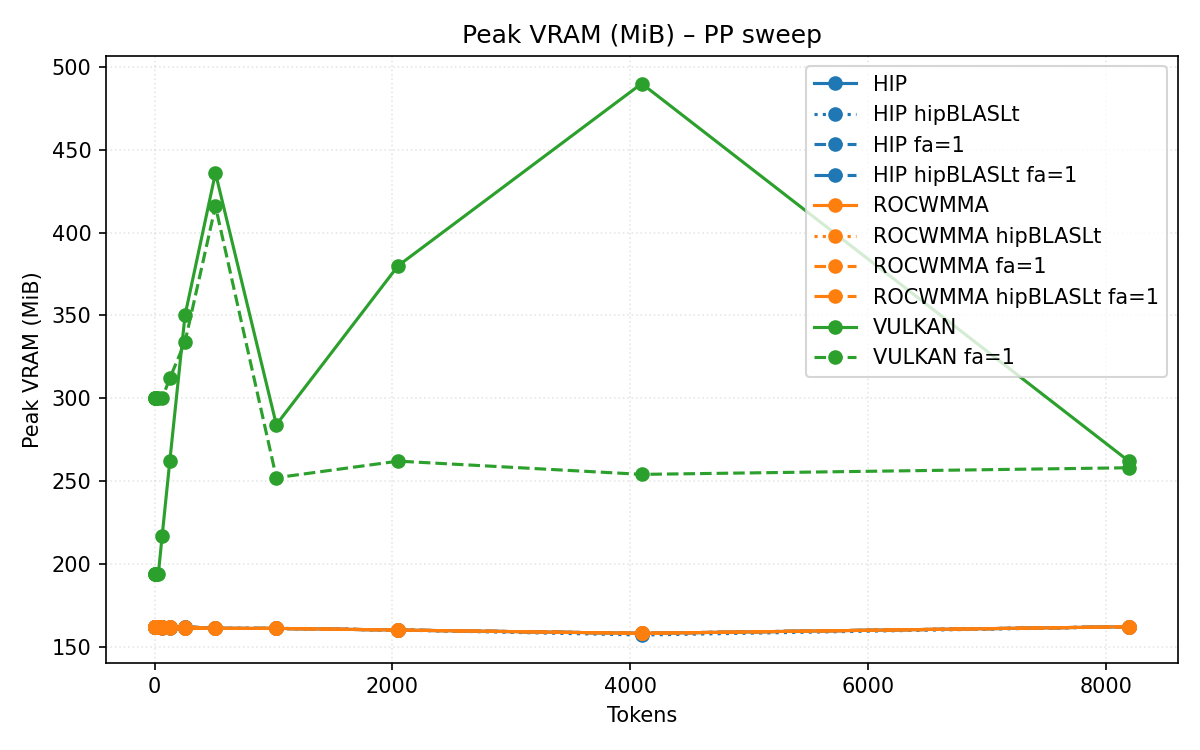 Peak VRAM (MiB) – PP sweep
Peak VRAM (MiB)
500
450
400
350
300
250
200
150
HIP
HIP hipBLASLt
HIP fa=1
HIP hipBLASLt fa=1
ROCWMMA
ROCWMMA hipBLASLt
ROCWMMA fa=1
ROCWMMA hipBLASLt fa=1
VULKAN
VULKAN fa=1
0
2000
4000
6000
8000
Tokens